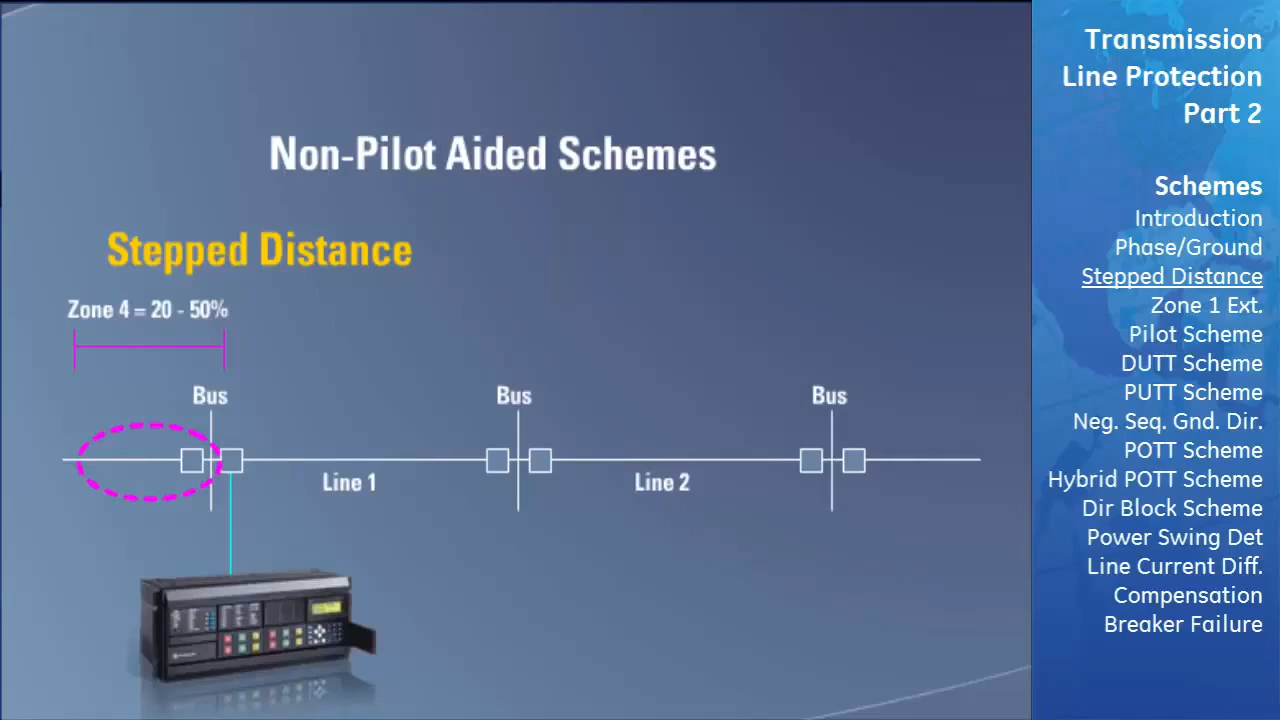 Non-Pilot Aided Schemes
Stepped Distance
Zone 4 = 20 - 50%
Bus
Bus
Bus
Line 1
Line 2
Transmission
Line Protection
Part 2
Schemes
Introduction
Phase/Ground
Stepped Distance
Zone 1 Ext.
Pilot Scheme
DUTT Scheme
PUTT Scheme
Neg. Seq. Gnd. Dir.
POTT Scheme
Hybrid POTT Scheme
Dir Block Scheme
Power Swing Det
Line Current Diff.
Compensation
Breaker Failure